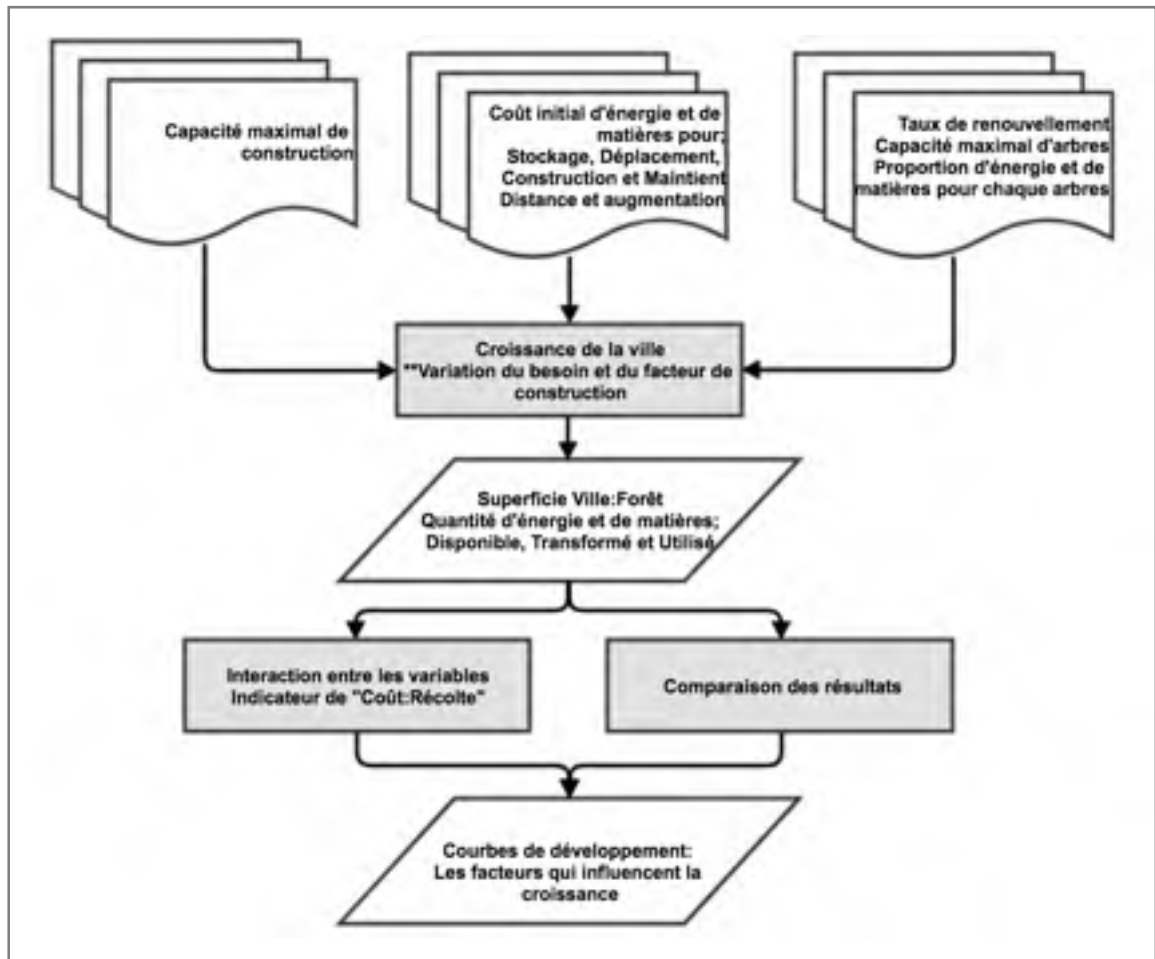 Capacité maximal de
construction
Coût initial d'énergie et de
matières pour;
Stockage, Déplacement,
Construction et Maintient
Distance et augmentation
Taux de renouvellement
Capacité maximal d'arbres
Proportion d'énergie et de
matières pour chaque arbres
Croissance de la ville
**Variation du besoin et du facteur de
construction
Superficie Ville:Forêt
Quantité d'énergie et de matières;
Disponible, Transformé et Utilisé
Interaction entre les variables
Indicateur de "Coût:Récolte"
Comparaison des résultats
Courbes de développement:
Les facteurs qui influencent la
croissance